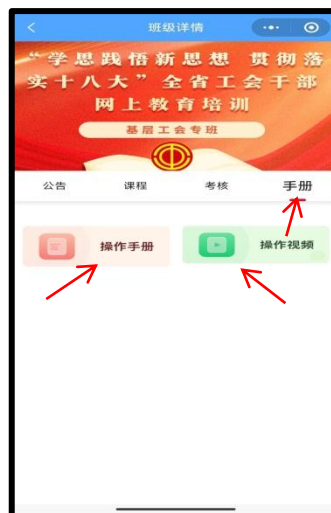 班级详情
“学思践悟新思想 贯彻落
实十八大”全省工会干部
网上教育培训
基层工会专班
公告 课程 考核 手册
操作手册 操作视频